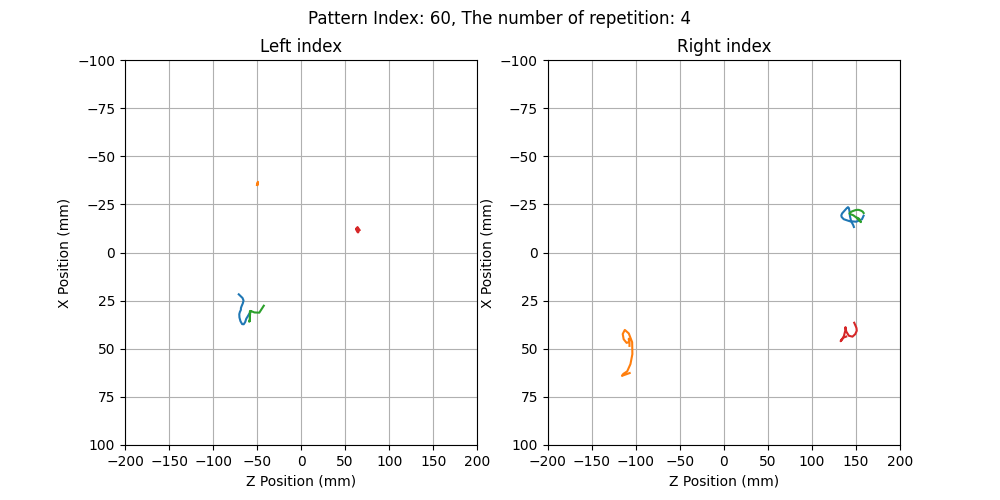 Pattern Index: 60, The number of repetition: 4
Left index
Right index
−100
−75
−50
−25
0
25
50
75
100
−200 −150 −100 −50 0 50 100 150 200
X Position (mm)
Z Position (mm)
−100
−75
−50
−25
0
25
50
75
100
−200 −150 −100 −50 0 50 100 150 200
X Position (mm)
Z Position (mm)